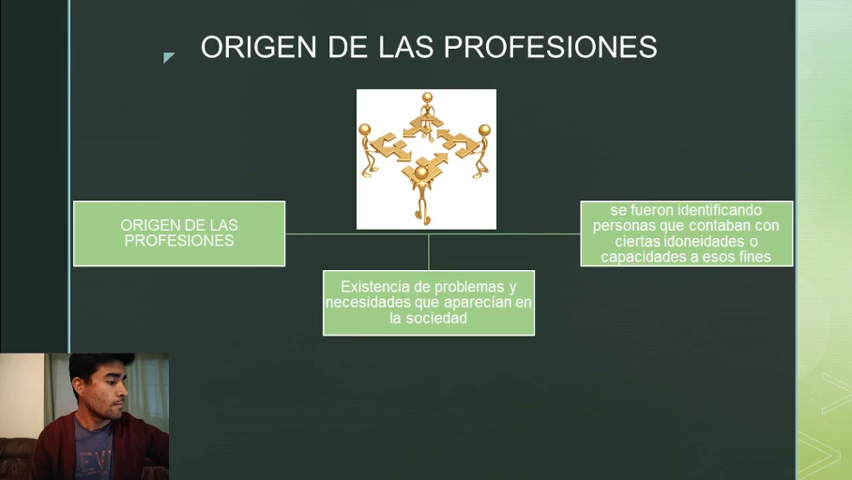 ORIGEN DE LAS PROFESIONES
ORIGEN DE LAS
PROFESIONES
Existencia de problemas y
necesidades que aparecían en
la sociedad
se fueron identificando
personas que contaban con
ciertas idoneidades o
capacidades a esos fines